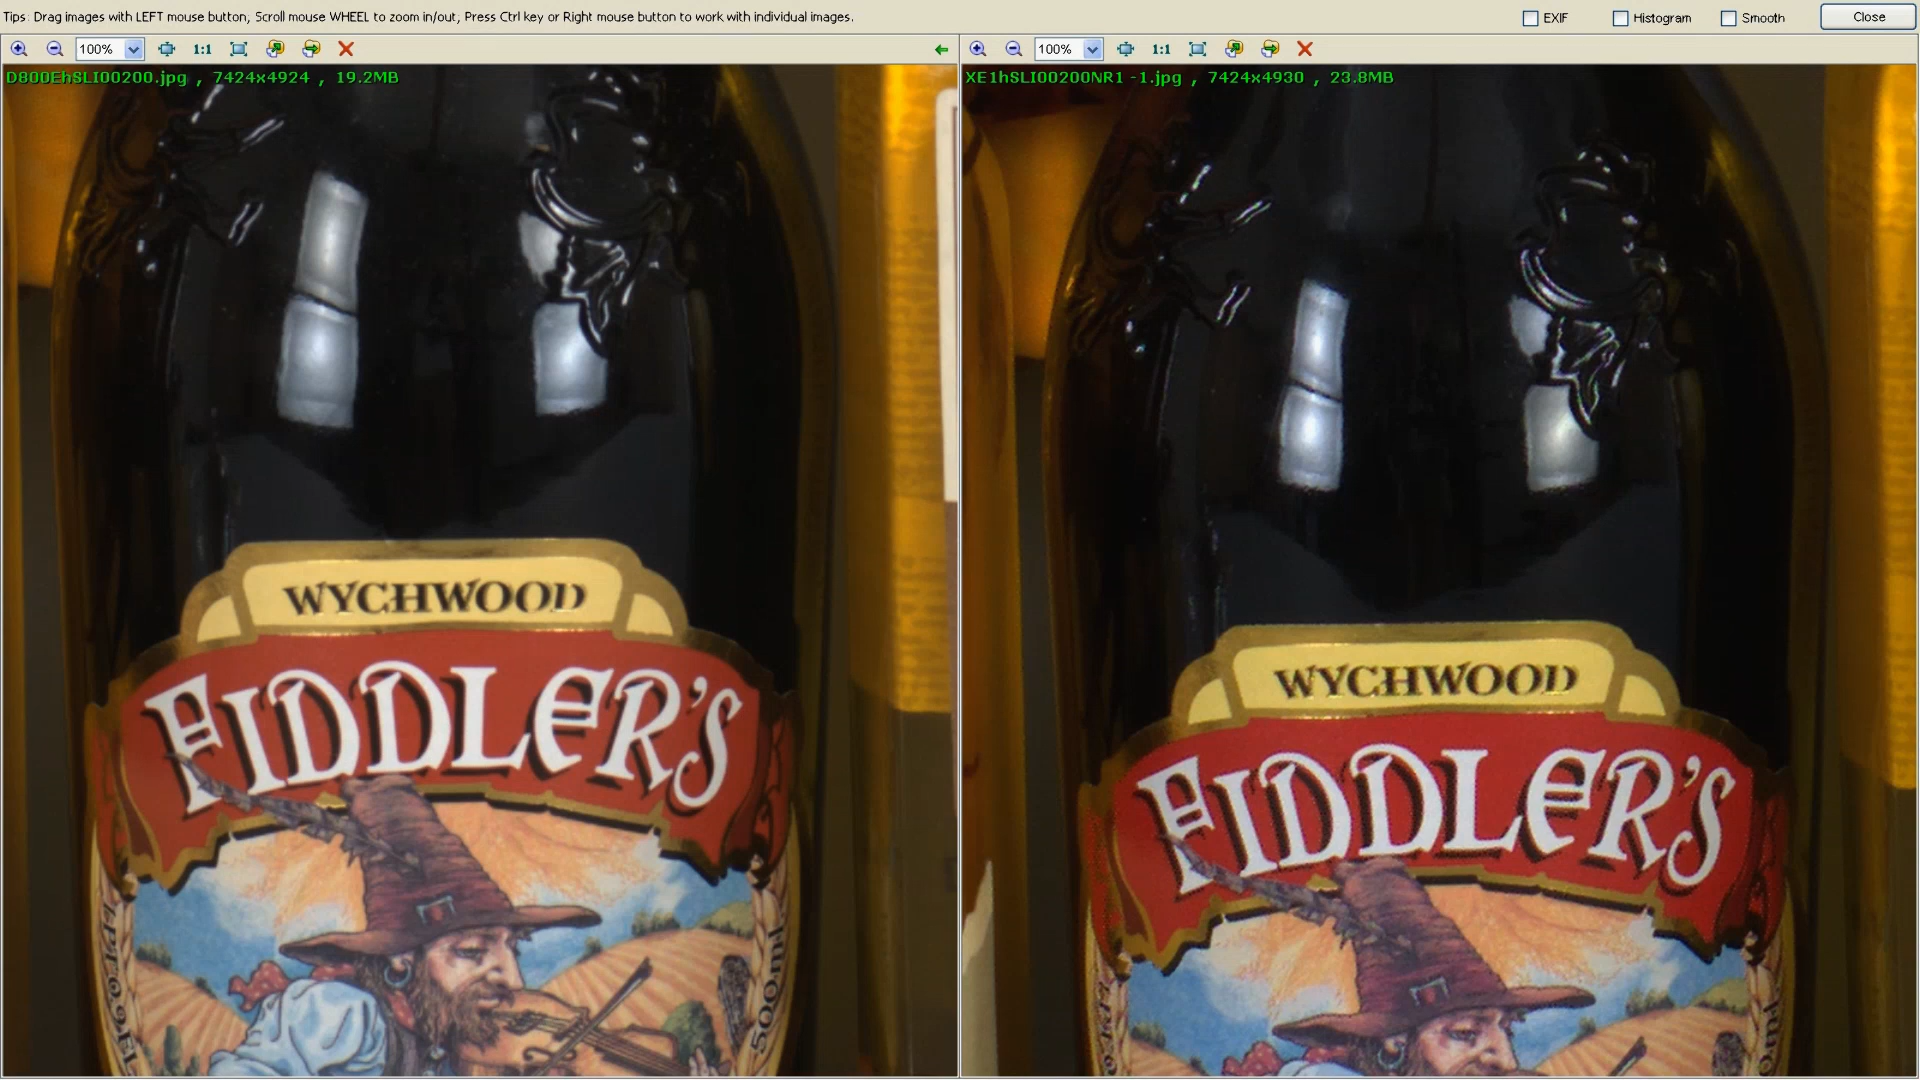 Tips: Drag images with LEFT mouse button, Scroll mouse WHEEL to zoom in/out, Press Ctrl key or Right mouse button to work with individual images.
EXIF
Histogram
Smooth
Close
100%
1:1
100%
1:1
D800EhSLI00200.jpg , 7424x4924 , 19.2MB
XE1hSLI00200NR1 -1.jpg , 7424x4930 , 23.8MB
WYCHWOOD
FIDDLER'S
500ml
WYCHWOOD
FIDDLER'S